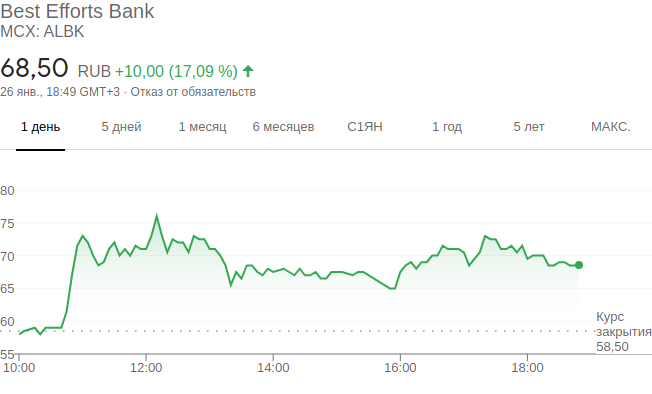 Best Efforts Bank
MCX: ALBK
68,50 RUB +10,00 (17,09 %)
26 янв., 18:49 GMT+3 · Отказ от обязательств
1 день 5 дней 1 месяц 6 месяцев С1ЯН 1 год 5 лет МАКС.
80
75
70
65
60
55
Курс
закрытия
58,50
10:00 12:00 14:00 16:00 18:00